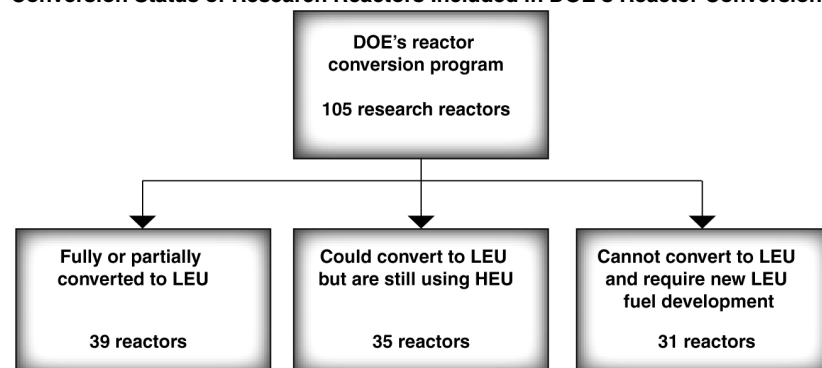 Conversion Status of Research Reactors Included in DOE's Reactor Conversion
DOE's reactor
conversion program
105 research reactors
Fully or partially
converted to LEU
39 reactors
Could convert to LEU
but are still using HEU
35 reactors
Cannot convert to LEU
and require new LEU
fuel development
31 reactors